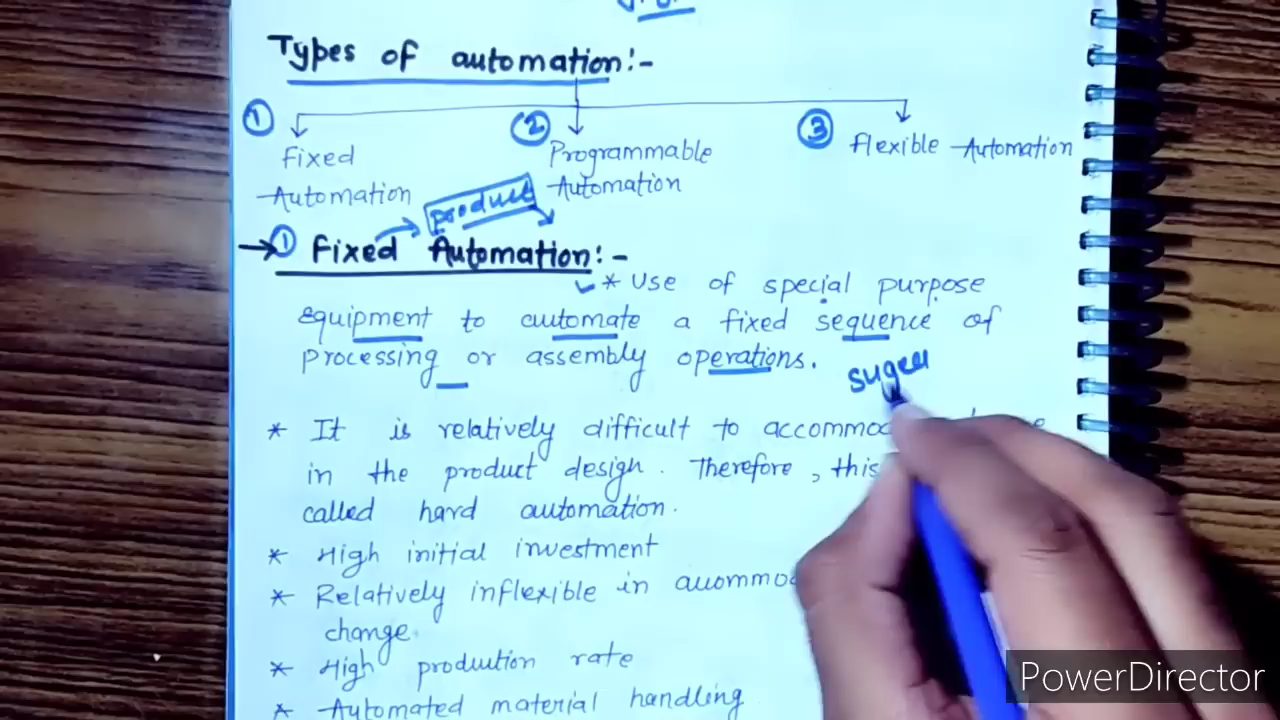 Types of automation:-
① ② ③
Fixed Automation
Programmable Automation
Flexible Automation
product
→ ① Fixed Automation:-
* Use of special purpose
equipment to automate a fixed sequence of
processing or assembly operations.
* It is relatively difficult to
in the product design. Therefore, this
called hard automation.
* High initial investment
* Relatively inflexible in
change.
* High production rate
* Automated material handling
PowerDirector